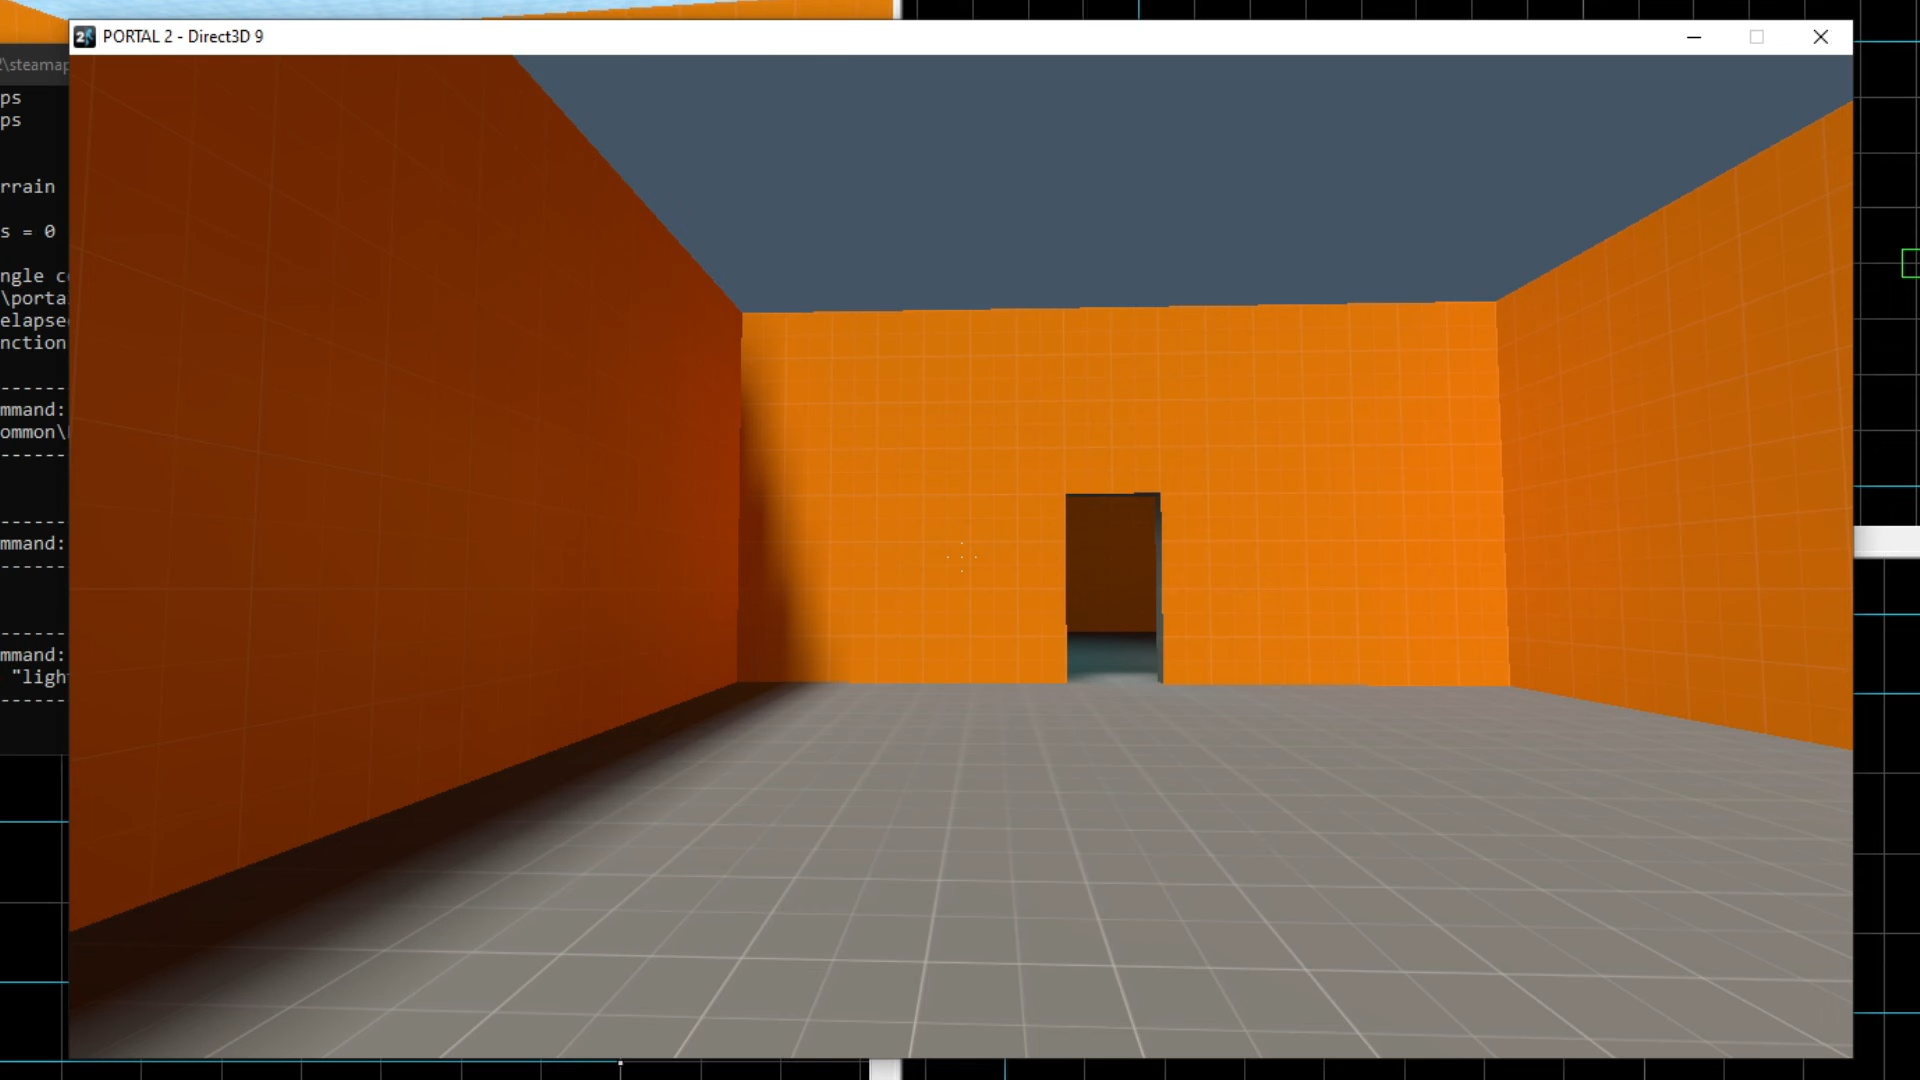 PORTAL 2 - Direct3D 9
\steamap
ps
ps
rrain
s = 0
ngle c
\porta
elapse
nction
------
mmand:
ommon\
------
------
mmand:
------
------
mmand:
"ligh
------